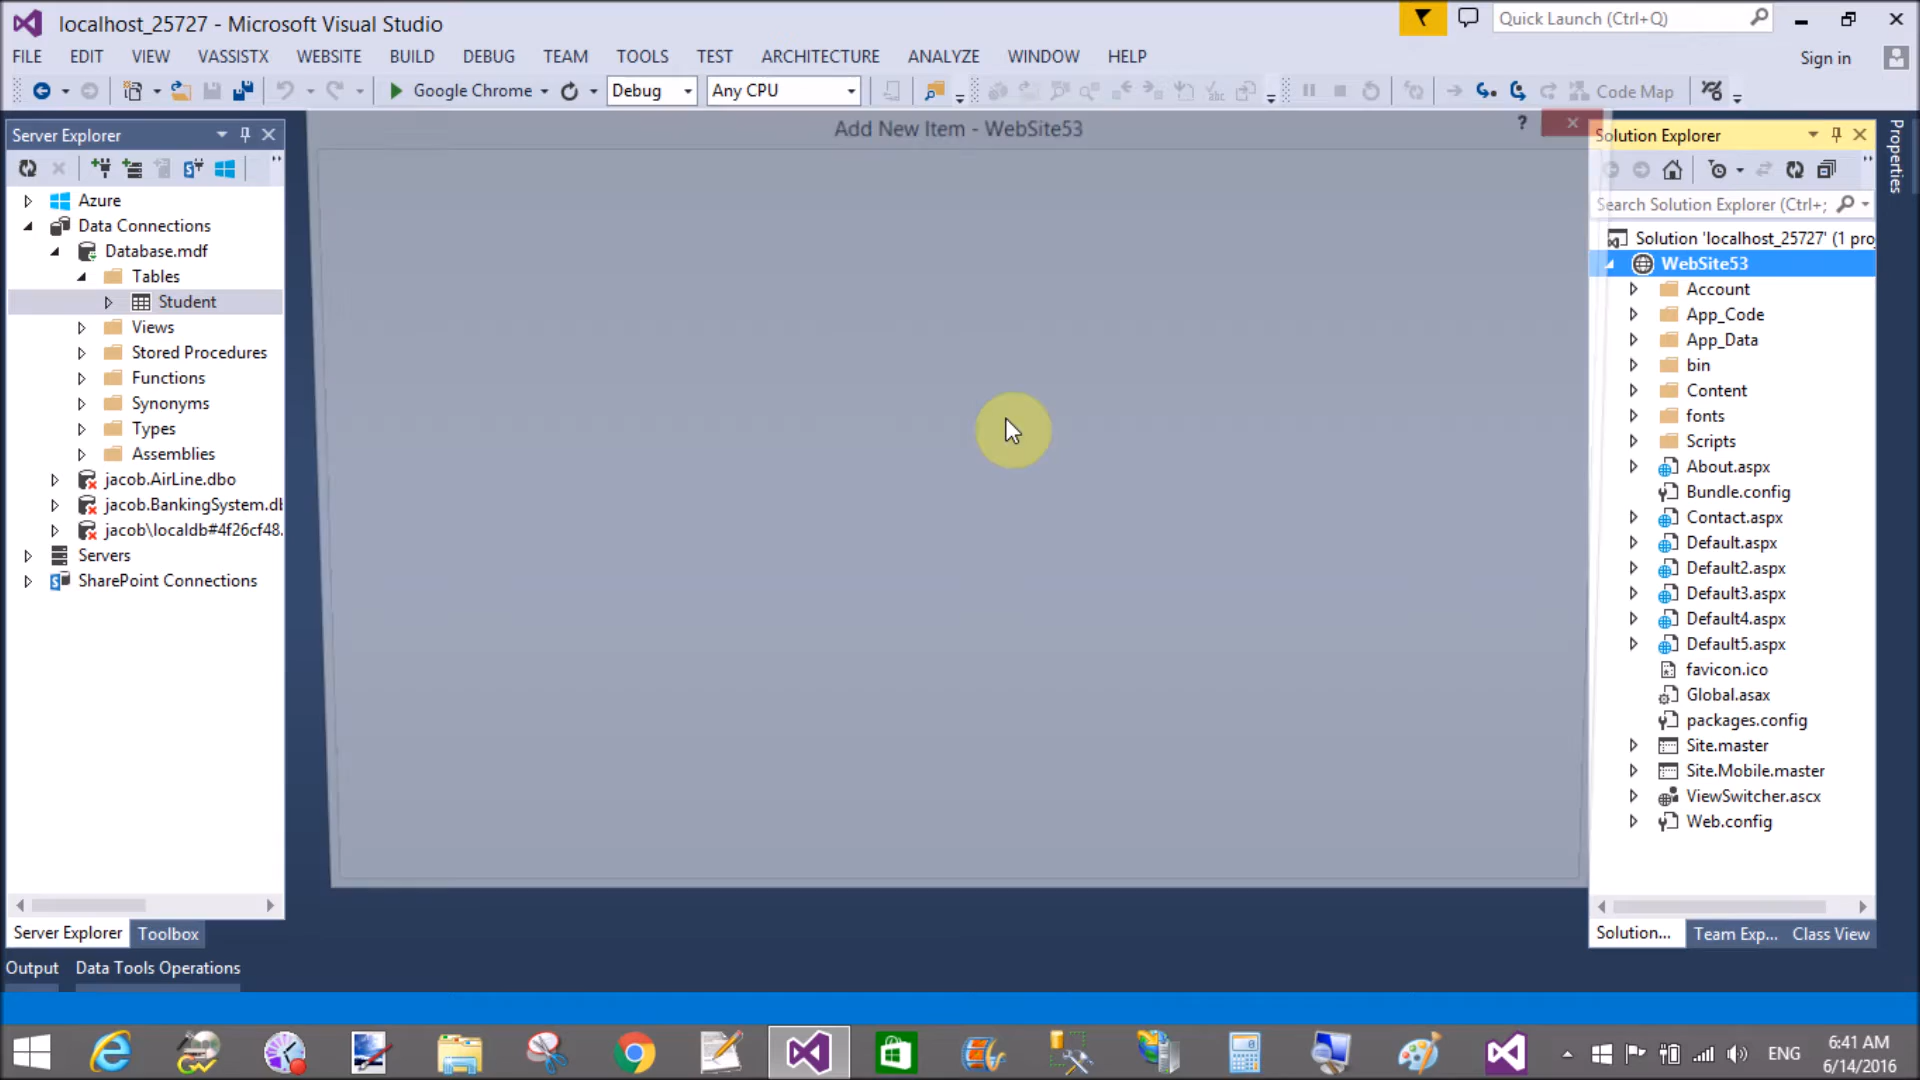 localhost_25727 - Microsoft Visual Studio
Quick Launch (Ctrl+Q)
FILE EDIT VIEW VASSISTX WEBSITE BUILD DEBUG TEAM TOOLS TEST ARCHITECTURE ANALYZE WINDOW HELP
Sign in
Google Chrome Debug Any CPU Code Map
Server Explorer
Add New Item - WebSite53 ?
Solution Explorer
Properties
Azure
Data Connections
Database.mdf
Tables
Student
Views
Stored Procedures
Functions
Synonyms
Types
Assemblies
jacob.AirLine.dbo
jacob.BankingSystem.db
jacob\localdb#4f26cf48.
Servers
SharePoint Connections
Search Solution Explorer (Ctrl+;
Solution 'localhost_25727' (1 proj
WebSite53
Account
App_Code
App_Data
bin
Content
fonts
Scripts
About.aspx
Bundle.config
Contact.aspx
Default.aspx
Default2.aspx
Default3.aspx
Default4.aspx
Default5.aspx
favicon.ico
Global.asax
packages.config
Site.master
Site.Mobile.master
ViewSwitcher.ascx
Web.config
Server Explorer Toolbox
Solution... Team Exp... Class View
Output Data Tools Operations
ENG
6:41 AM
6/14/2016